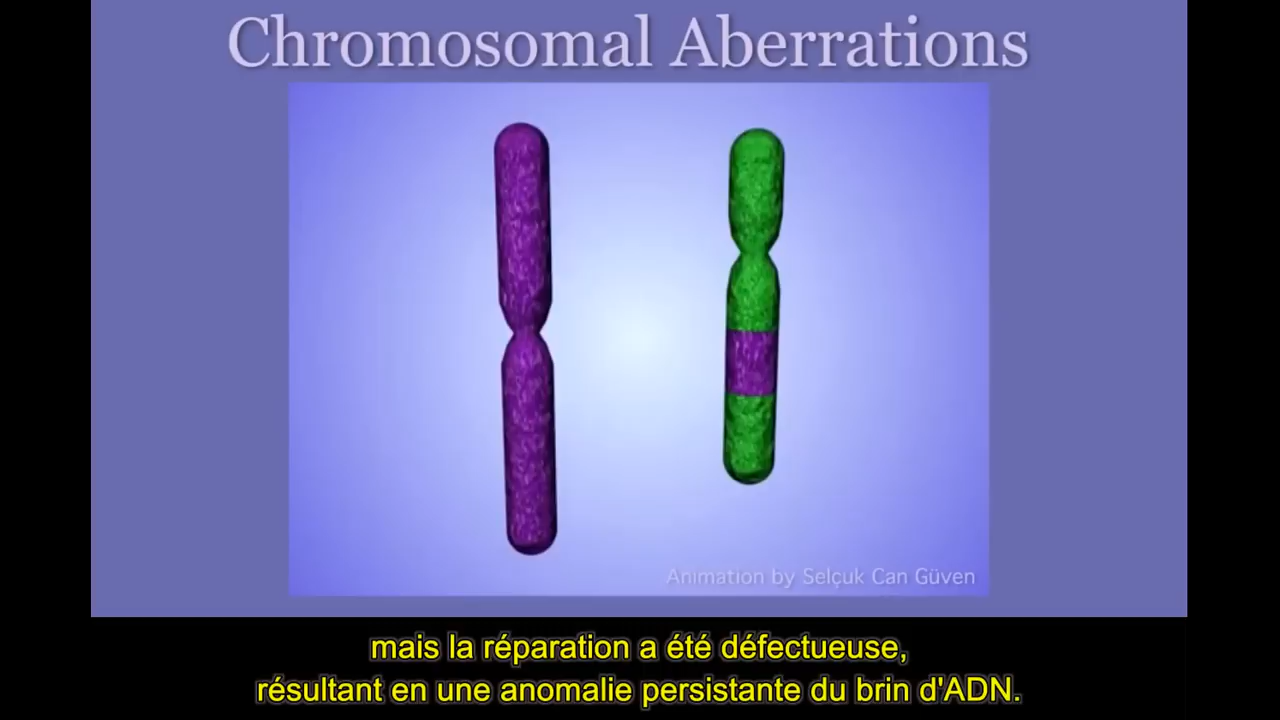 Chromosomal Aberrations
Animation by Selçuk Can Güven
mais la réparation a été défectueuse,
résultant en une anomalie persistante du brin d'ADN.